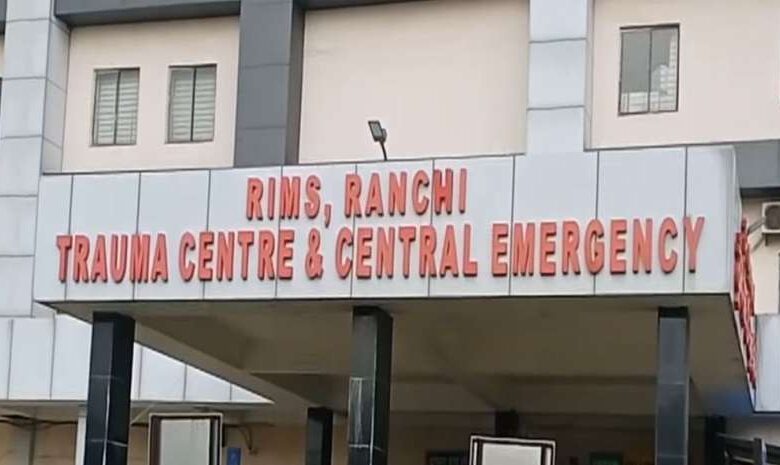 RIMS, RANCHI
TRAUMA CENTRE & CENTRAL EMERGENCY